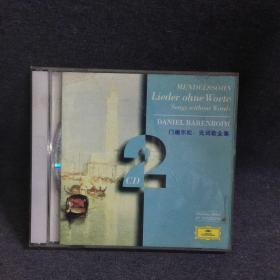 MENDELSSOHN
Lieder ohne Worte
Songs without Words
DANIEL BARENBOIM
门德尔松：无词歌全集
2
CD